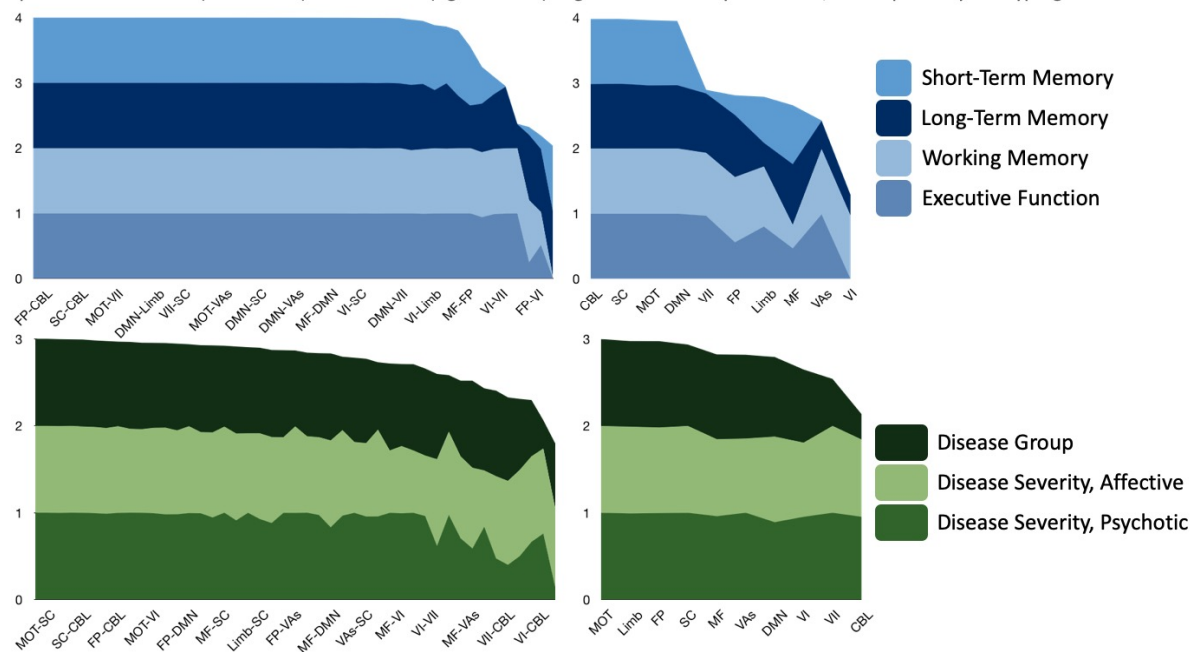 4
3
2
1
0
FP-CBL
SC-CBL
MOT-VII
DMN-Limb
VII-SC
MOT-VAs
DMN-SC
DMN-VAs
MF-DMN
VI-SC
DMN-VII
VI-Limb
MF-FP
VI-VII
FP-VI
4
3
2
1
0
CBL
SC
MOT
DMN
VII
FP
Limb
MF
VAs
VI
Short-Term Memory
Long-Term Memory
Working Memory
Executive Function
3
2
1
0
MOT-SC
SC-CBL
FP-CBL
MOT-VI
FP-DMN
MF-SC
Limb-SC
FP-VAs
MF-DMN
VAs-SC
MF-VI
VI-VII
MF-VAs
VII-CBL
VI-CBL
3
2
1
0
MOT
Limb
FP
SC
MF
VAs
DMN
VI
VII
CBL
Disease Group
Disease Severity, Affective
Disease Severity, Psychotic